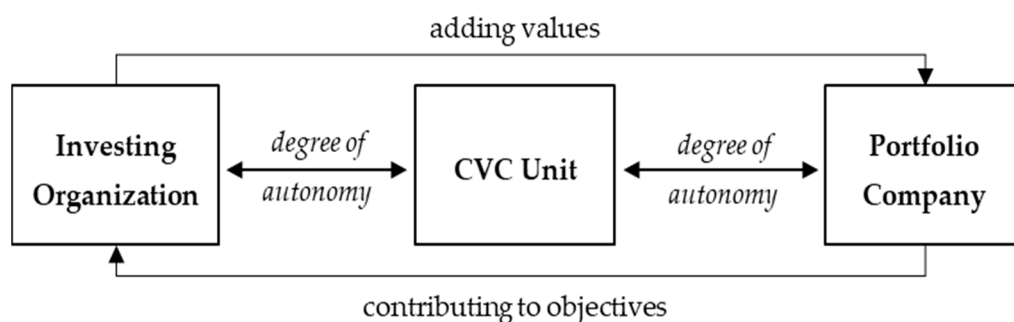 adding values
Investing
Organization
degree of
autonomy
CVC Unit
degree of
autonomy
Portfolio
Company
contributing to objectives